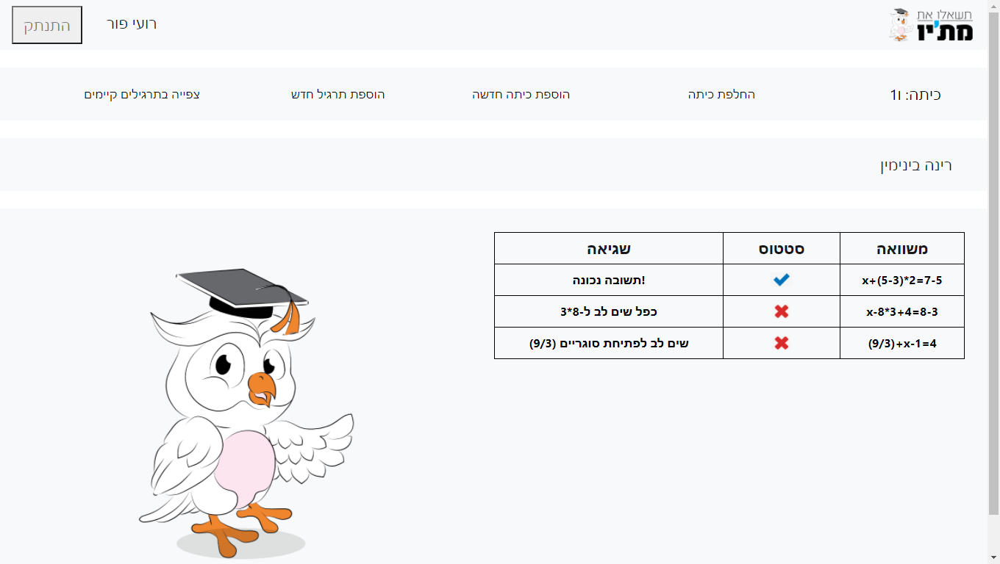 תשאלו את
מת'יו
רועי פור
התנתק
כיתה: ו1
החלפת כיתה
הוספת כיתה חדשה
הוספת תרגיל חדש
צפייה בתרגילים קיימים
רינה בינימין
משוואה סטטוס שגיאה
x+(5-3)*2=7-5 תשובה נכונה!
x-8*3+4=8-3 כפל שים לב ל-8*3
(9/3)+x-1=4 שים לב לפתיחת סוגריים (9/3)